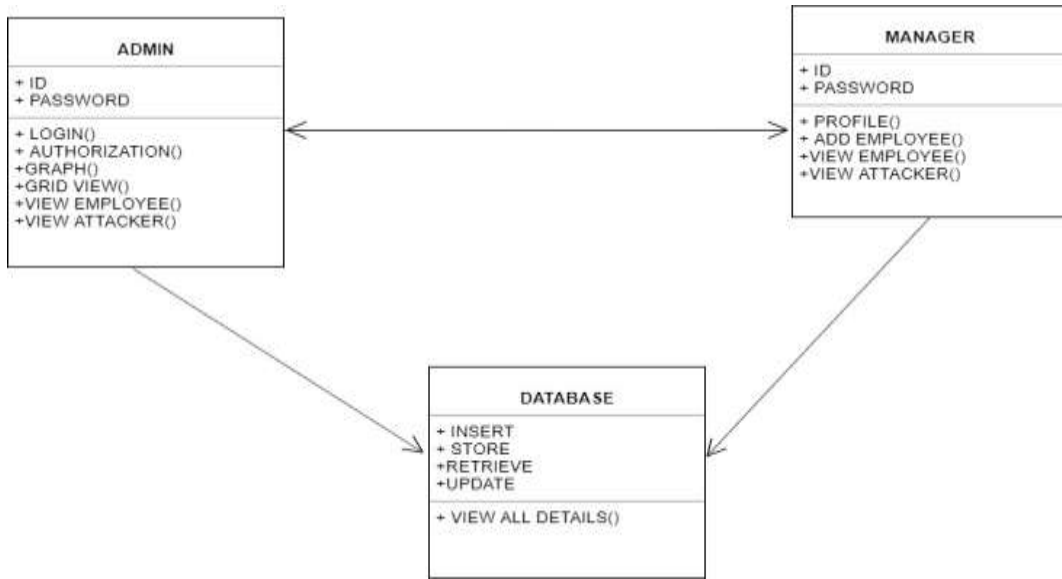 ADMIN
+ ID
+ PASSWORD
+ LOGIN()
+ AUTHORIZATION()
+GRAPH()
+GRID VIEW()
+VIEW EMPLOYEE()
+VIEW ATTACKER()
MANAGER
+ ID
+ PASSWORD
+ PROFILE()
+ ADD EMPLOYEE()
+VIEW EMPLOYEE()
+VIEW ATTACKER()
DATABASE
+ INSERT
+ STORE
+RETRIEVE
+UPDATE
+ VIEW ALL DETAILS()